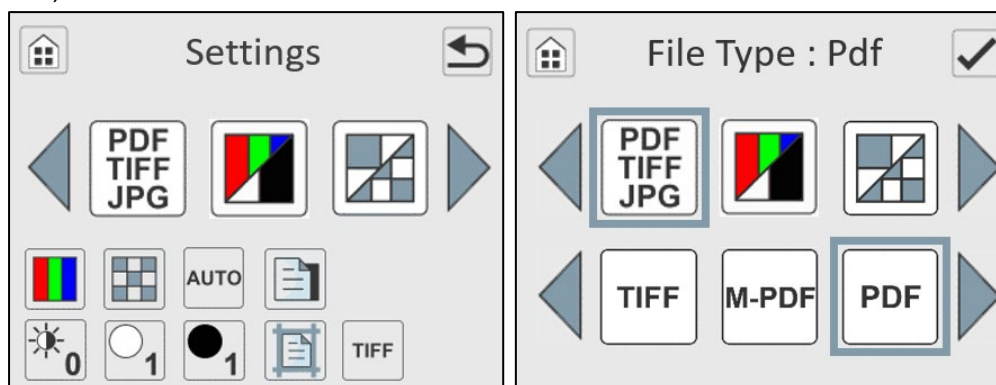 Settings
PDF
TIFF
JPG
AUTO
0
1
1
TIFF
File Type : Pdf
PDF
TIFF
JPG
TIFF
M-PDF
PDF